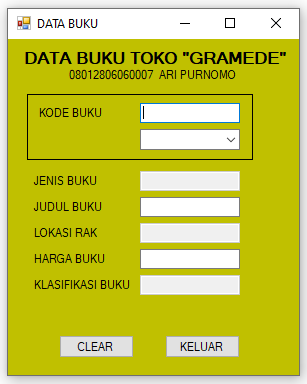 DATA BUKU
DATA BUKU TOKO "GRAMEDE"
08012806060007 ARI PURNOMO
KODE BUKU
JENIS BUKU
JUDUL BUKU
LOKASI RAK
HARGA BUKU
KLASIFIKASI BUKU
CLEAR KELUAR